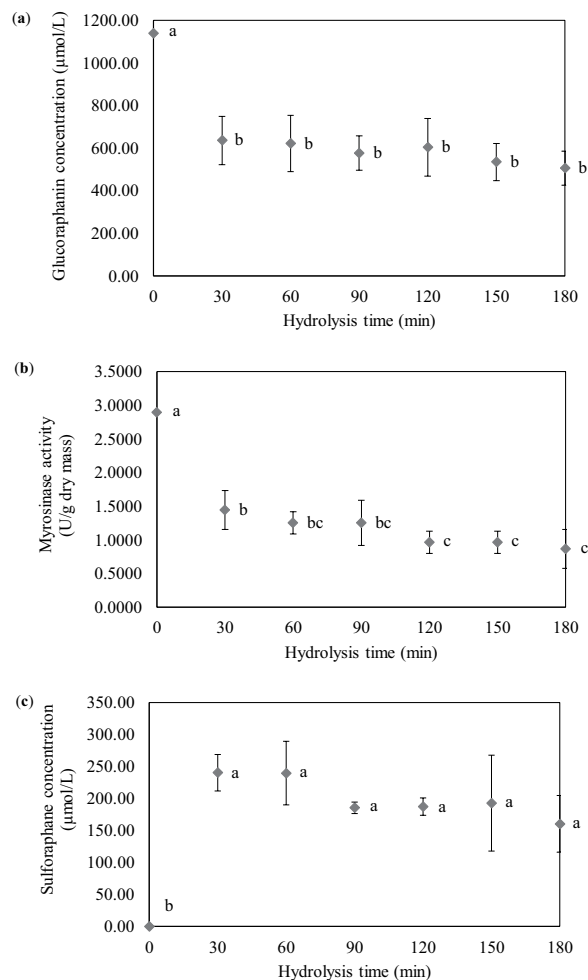 (a)
Glucoraphanin concentration (µmol/L)
1200.00
1000.00
800.00
600.00
400.00
200.00
0.00
a
b
b
b
b
b
b
0 30 60 90 120 150 180
Hydrolysis time (min)
(b)
Myrosinase activity
(U/g dry mass)
3.5000
3.0000
2.5000
2.0000
1.5000
1.0000
0.5000
0.0000
a
b
bc
bc
c
c
c
0 30 60 90 120 150 180
Hydrolysis time (min)
(c)
Sulforaphane concentration
(µmol/L)
350.00
300.00
250.00
200.00
150.00
100.00
50.00
0.00
b
a
a
a
a
a
a
0 30 60 90 120 150 180
Hydrolysis time (min)